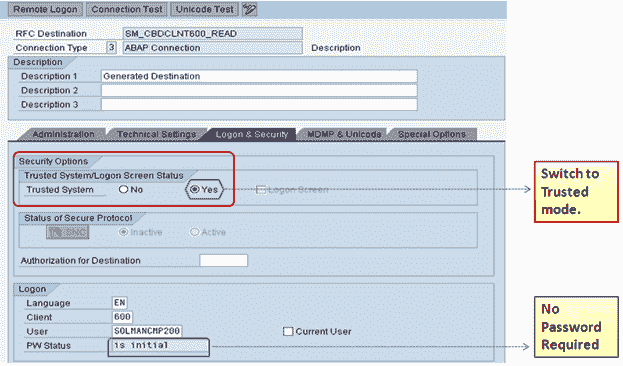 Remote Logon Connection Test Unicode Test
RFC Destination SM_CBDCLNT600_READ
Connection Type 3 ABAP Connection Description
Description
Description 1 Generated Destination
Description 2
Description 3
Administration Technical Settings Logon & Security MDMP & Unicode Special Options
Security Options
Trusted System/Logon Screen Status
Trusted System No Yes Logon Screen
Status of Secure Protocol
SNC Inactive Active
Authorization for Destination
Logon
Language EN
Client 600
User SOLMANCMP200 Current User
PW Status is initial
Switch to
Trusted
mode.
No
Password
Required